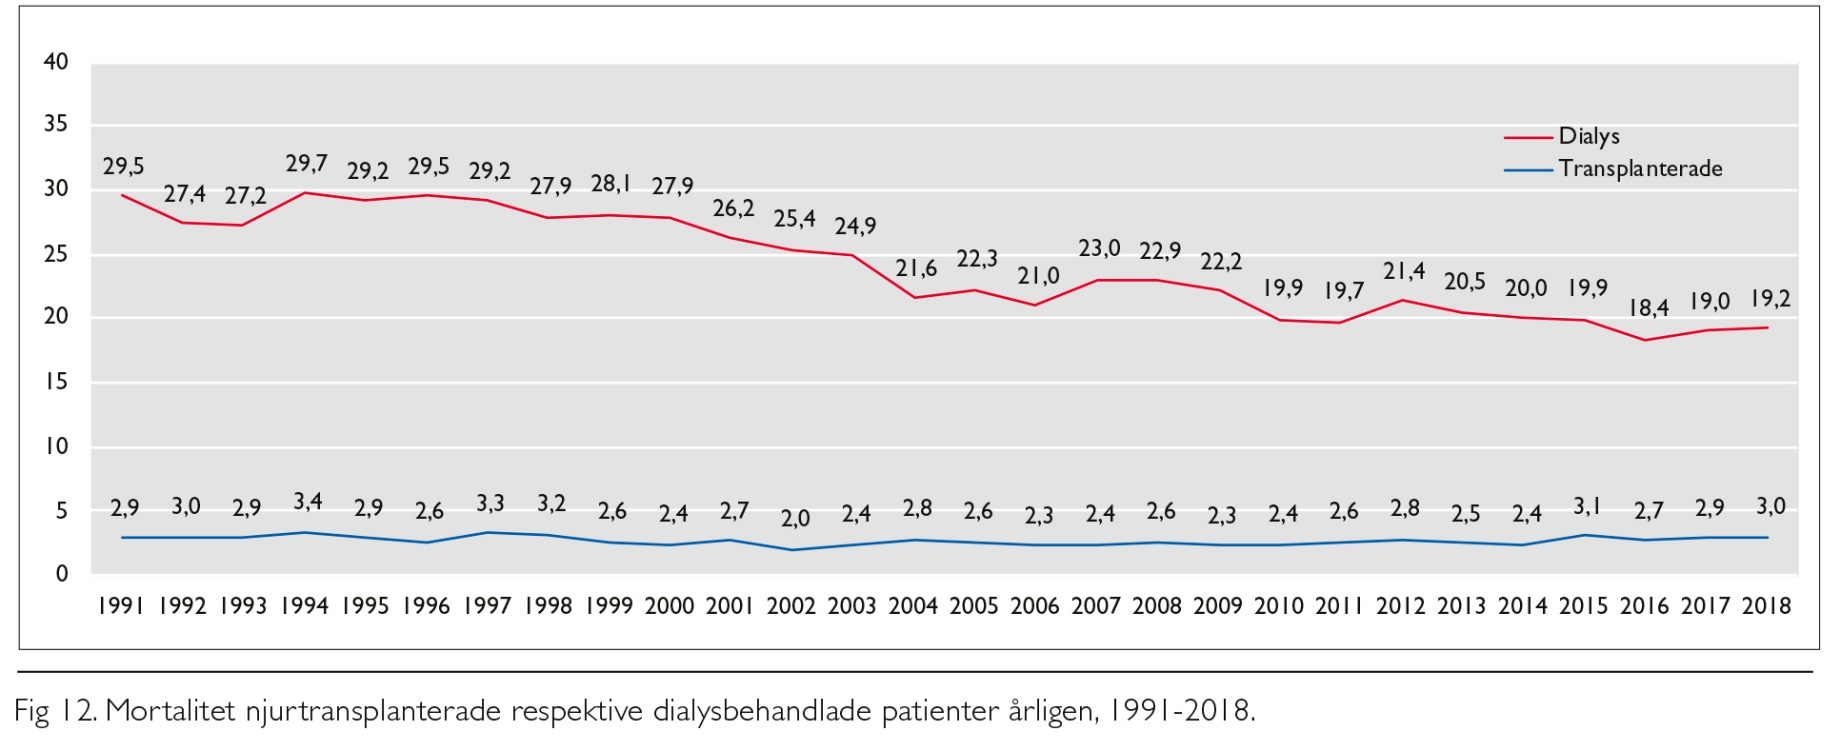 40
35
30
25
20
15
10
5
0
Dialys
Transplanterade
29,5 27,4 27,2 29,7 29,2 29,5 29,2 27,9 28,1 27,9 26,2 25,4 24,9 21,6 22,3 21,0 23,0 22,9 22,2 19,9 19,7 21,4 20,5 20,0 19,9 18,4 19,0 19,2
2,9 3,0 2,9 3,4 2,9 2,6 3,3 3,2 2,6 2,4 2,7 2,0 2,4 2,8 2,6 2,3 2,4 2,6 2,3 2,4 2,6 2,8 2,5 2,4 3,1 2,7 2,9 3,0
1991 1992 1993 1994 1995 1996 1997 1998 1999 2000 2001 2002 2003 2004 2005 2006 2007 2008 2009 2010 2011 2012 2013 2014 2015 2016 2017 2018
Fig 12. Mortalitet njurtransplanterade respektive dialysbehandlade patienter årligen, 1991-2018.